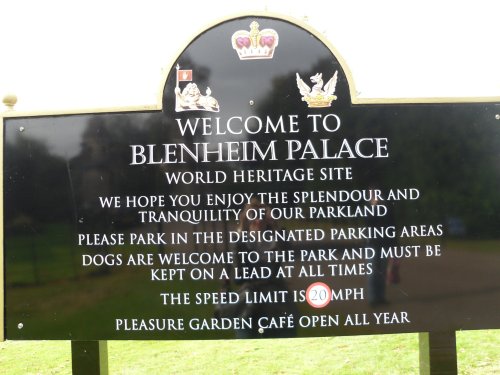 WELCOME TO
BLENHEIM PALACE
WORLD HERITAGE SITE
WE HOPE YOU ENJOY THE SPLENDOUR AND
TRANQUILITY OF OUR PARKLAND
PLEASE PARK IN THE DESIGNATED PARKING AREAS
DOGS ARE WELCOME TO THE PARK AND MUST BE
KEPT ON A LEAD AT ALL TIMES
THE SPEED LIMIT IS 20 MPH
PLEASURE GARDEN CAFÉ OPEN ALL YEAR